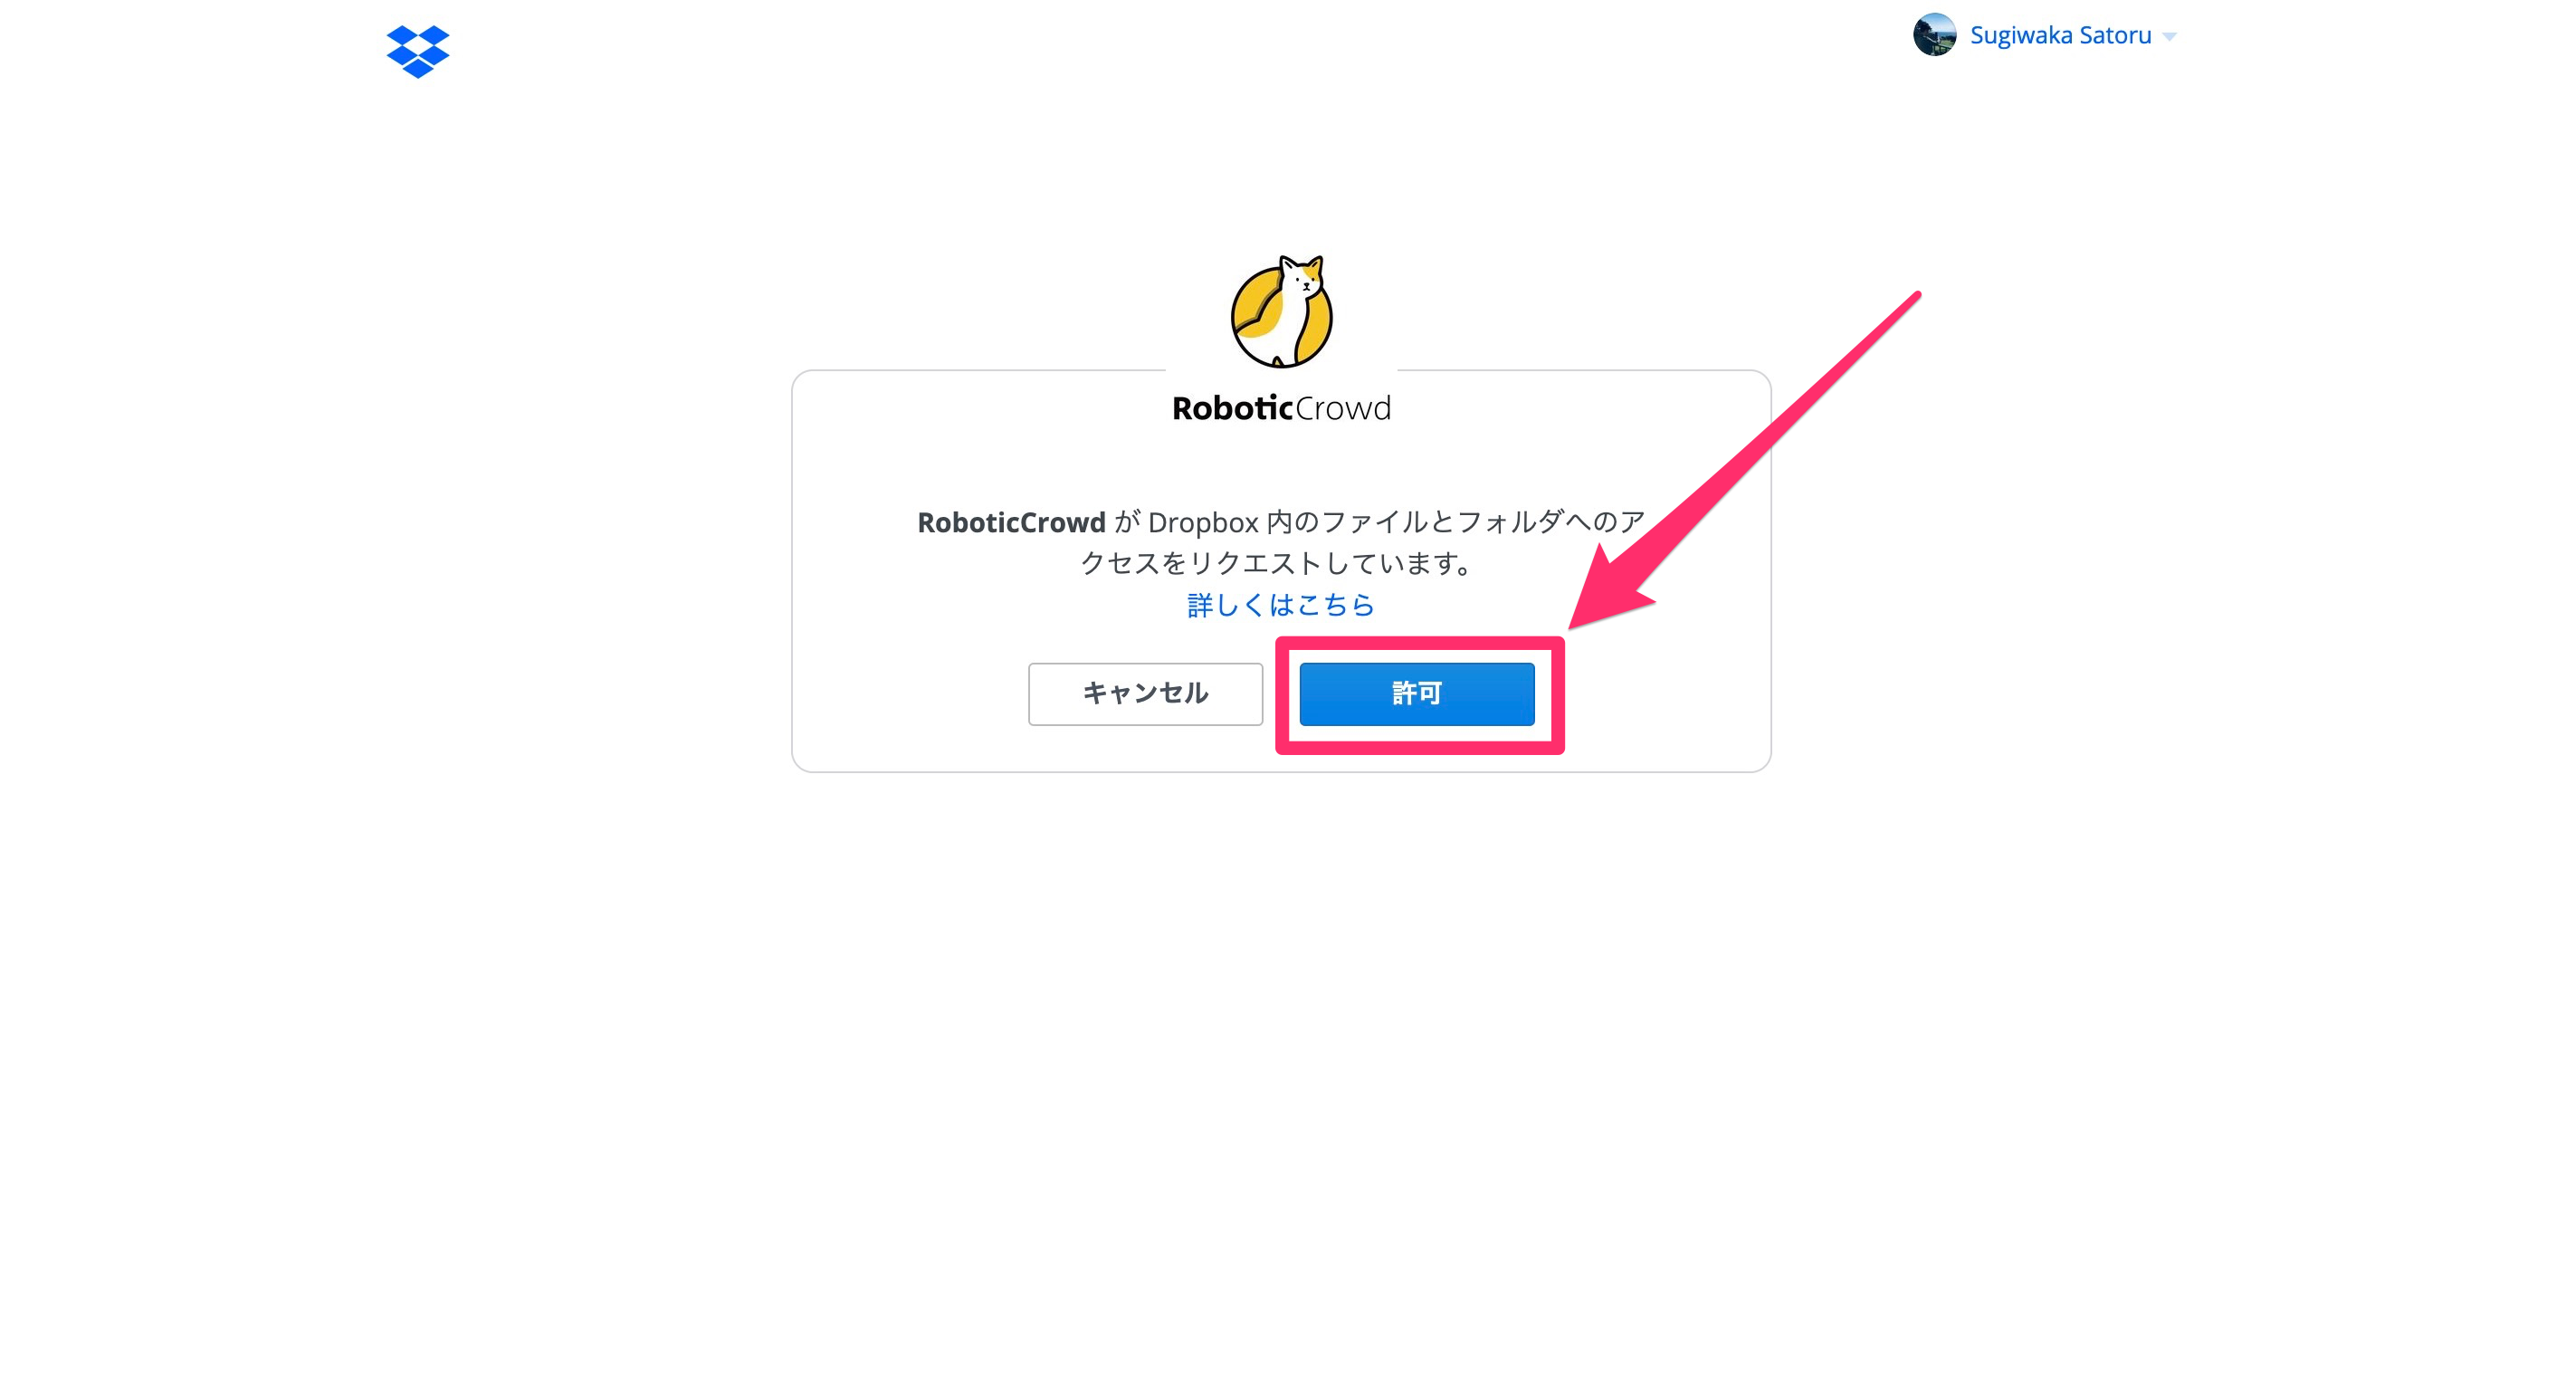 Sugiwaka Satoru
RoboticCrowd
RoboticCrowd が Dropbox 内のファイルとフォルダへのア
クセスをリクエストしています。
詳しくはこちら
キャンセル
許可